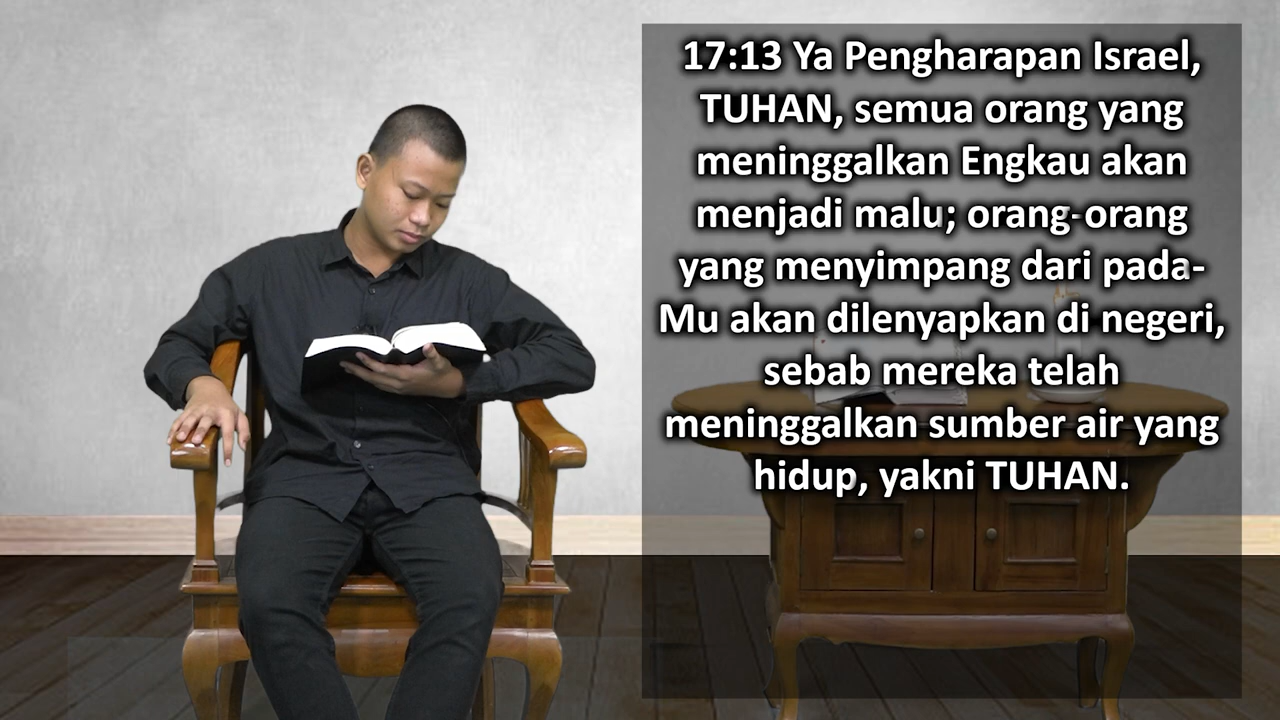 17:13 Ya Pengharapan Israel,
TUHAN, semua orang yang
meninggalkan Engkau akan
menjadi malu; orang-orang
yang menyimpang dari pada-
Mu akan dilenyapkan di negeri,
sebab mereka telah
meninggalkan sumber air yang
hidup, yakni TUHAN.